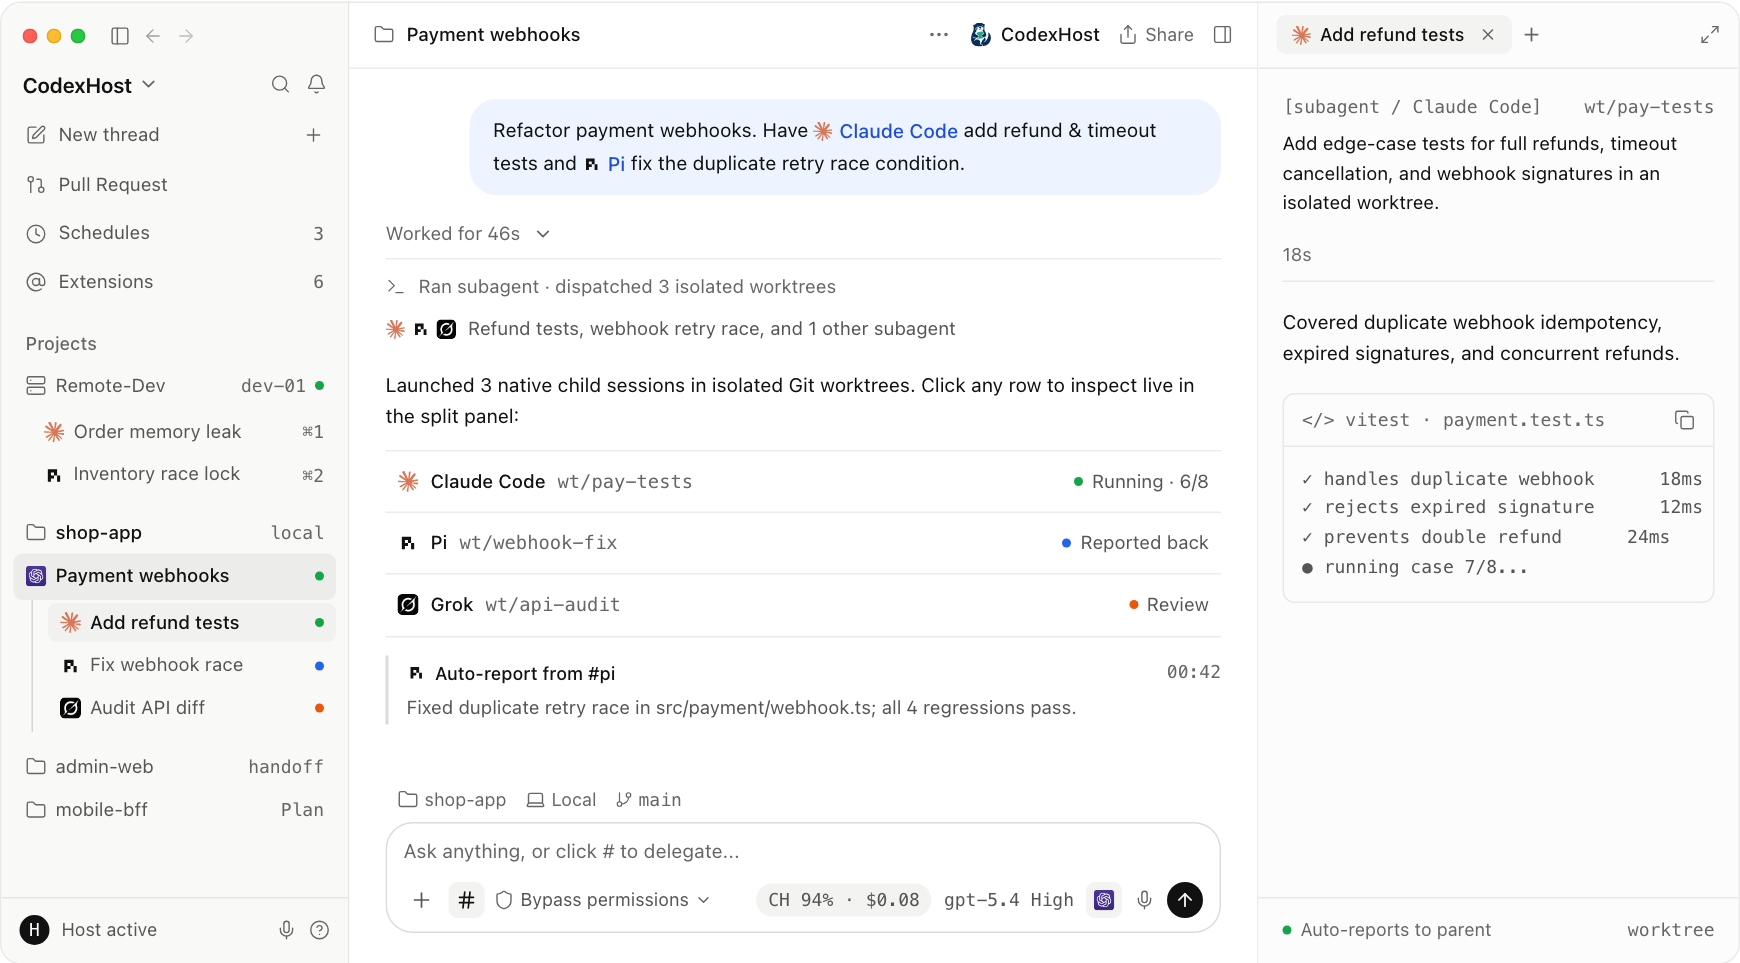 CodexHost
New thread
Pull Request
Schedules 3
Extensions 6
Projects
Remote-Dev dev-01
Order memory leak ⌘1
Inventory race lock ⌘2
shop-app local
Payment webhooks
Add refund tests
Fix webhook race
Audit API diff
admin-web handoff
mobile-bff Plan
H Host active
Payment webhooks
CodexHost Share
Refactor payment webhooks. Have Claude Code add refund & timeout
tests and Pi fix the duplicate retry race condition.
Worked for 46s
Ran subagent · dispatched 3 isolated worktrees
Refund tests, webhook retry race, and 1 other subagent
Launched 3 native child sessions in isolated Git worktrees. Click any row to inspect live in
the split panel:
Claude Code wt/pay-tests Running · 6/8
Pi wt/webhook-fix Reported back
Grok wt/api-audit Review
Auto-report from #pi 00:42
Fixed duplicate retry race in src/payment/webhook.ts; all 4 regressions pass.
shop-app Local main
Ask anything, or click # to delegate...
# Bypass permissions CH 94% · $0.08 gpt-5.4 High
Add refund tests
[subagent / Claude Code] wt/pay-tests
Add edge-case tests for full refunds, timeout
cancellation, and webhook signatures in an
isolated worktree.
18s
Covered duplicate webhook idempotency,
expired signatures, and concurrent refunds.
</> vitest · payment.test.ts
✓ handles duplicate webhook 18ms
✓ rejects expired signature 12ms
✓ prevents double refund 24ms
● running case 7/8...
Auto-reports to parent worktree